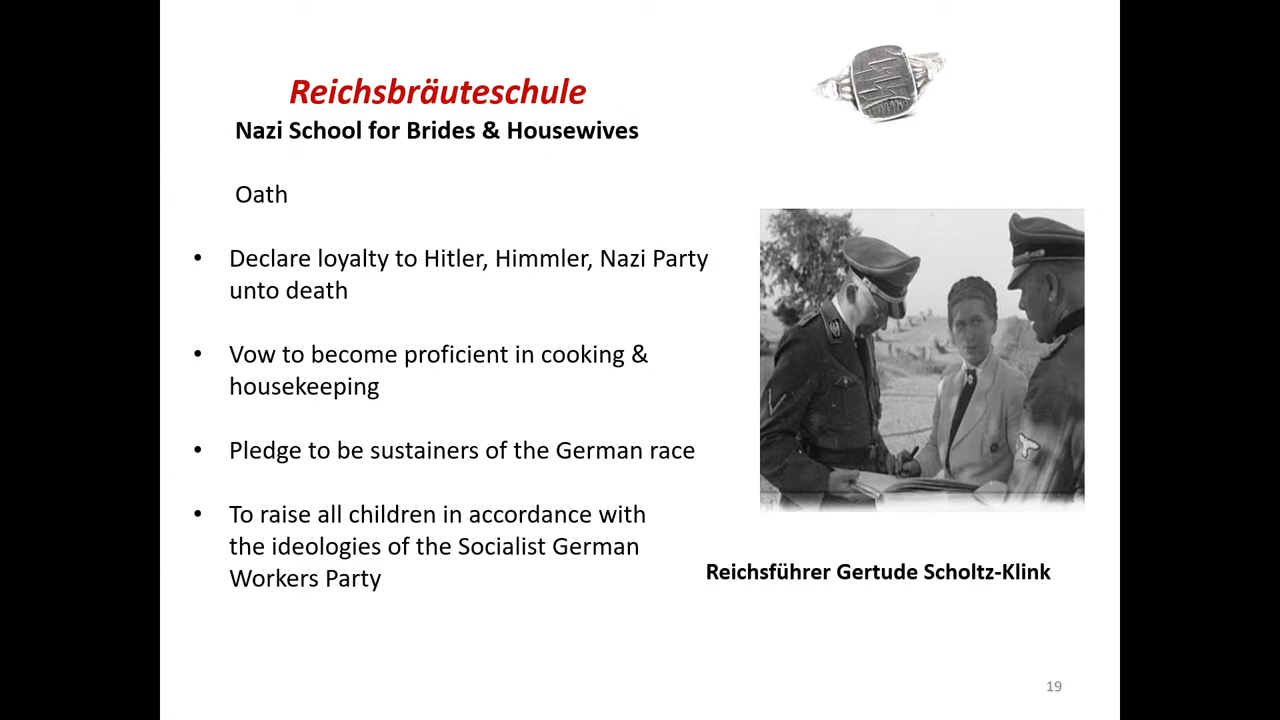 Reichsbräuteschule
Nazi School for Brides & Housewives
Oath
• Declare loyalty to Hitler, Himmler, Nazi Party
unto death
• Vow to become proficient in cooking &
housekeeping
• Pledge to be sustainers of the German race
• To raise all children in accordance with
the ideologies of the Socialist German
Workers Party
Reichsführer Gertude Scholtz-Klink
19